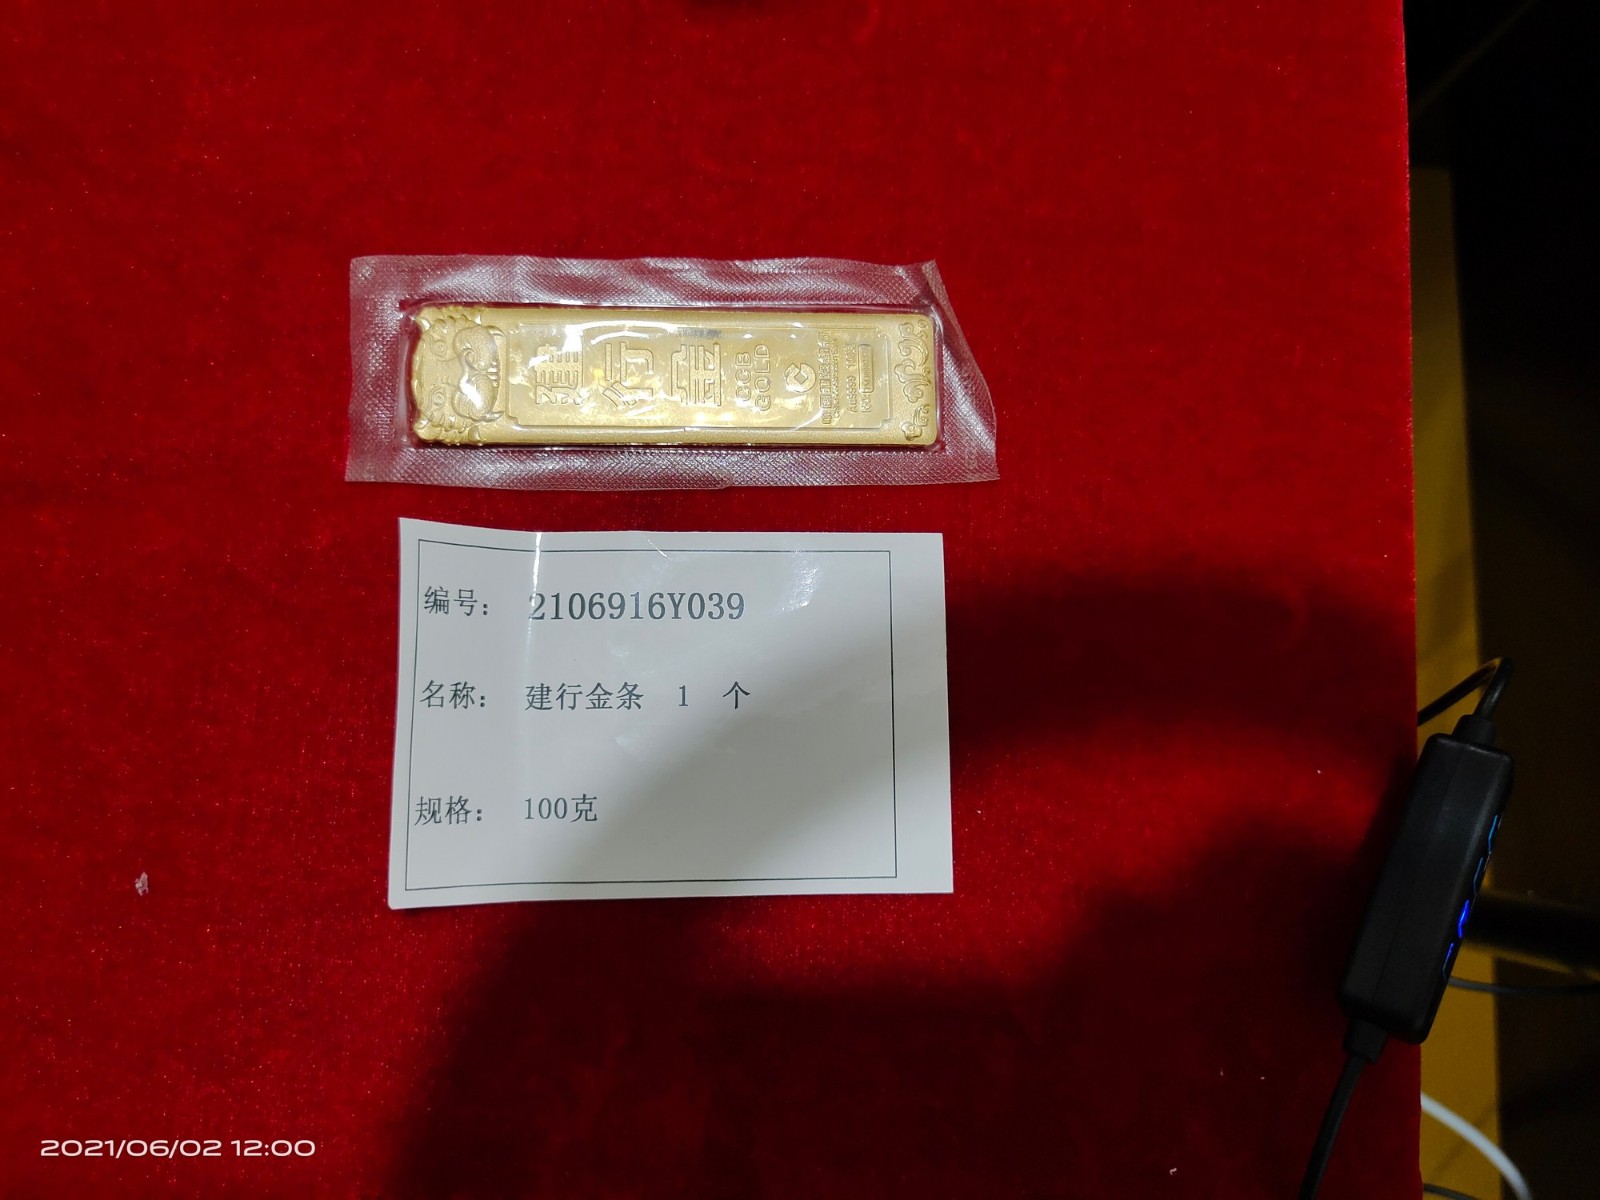 建行金
CCB
GOLD
编号： 2106916Y039
名称： 建行金条 1 个
规格： 100克
2021/06/02 12:00